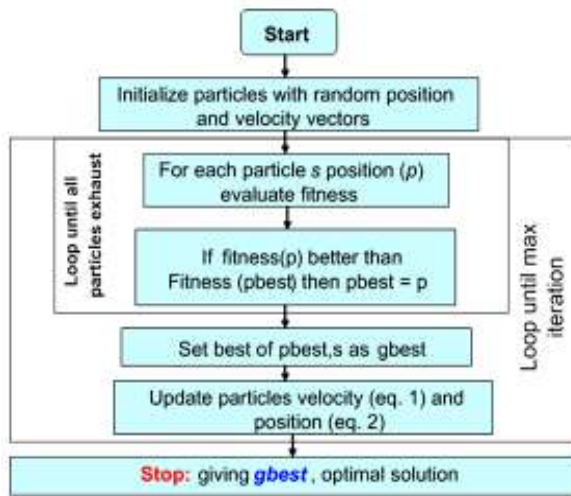 Start
Initialize particles with random position
and velocity vectors
Loop until all
particles exhaust
For each particle s position (p)
evaluate fitness
If fitness(p) better than
Fitness (pbest) then pbest = p
Loop until max
iteration
Set best of pbest,s as gbest
Update particles velocity (eq. 1) and
position (eq. 2)
Stop: giving gbest , optimal solution